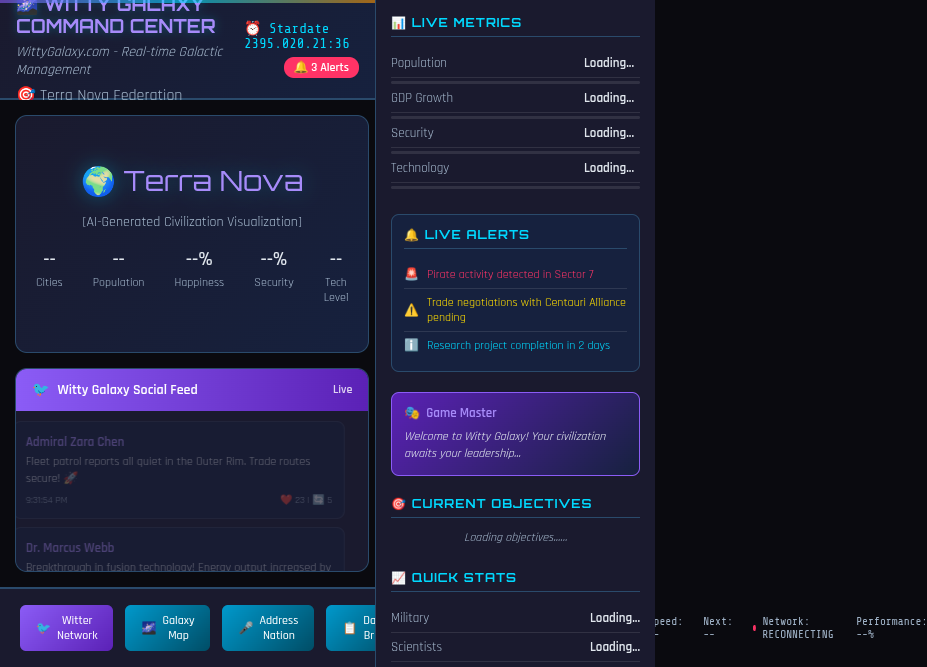 WITTY GALAXY
COMMAND CENTER
WittyGalaxy.com - Real-time Galactic
Management
Terra Nova Federation
Stardate
2395.020.21:36
3 Alerts
Terra Nova
[AI-Generated Civilization Visualization]
-- -- --% --% --
Cities Population Happiness Security Tech
Level
Witty Galaxy Social Feed Live
Admiral Zora Chen
Fleet patrol reports all quiet in the Outer Rim. Trade routes
secure!
9:31:54 PM 23 | 5
Dr. Marcus Webb
Breakthrough in fusion technology! Energy output increased by
Witter
Network
Galaxy
Map
Address
Nation
Da
Br
LIVE METRICS
Population Loading...
GDP Growth Loading...
Security Loading...
Technology Loading...
LIVE ALERTS
Pirate activity detected in Sector 7
Trade negotiations with Centauri Alliance
pending
Research project completion in 2 days
Game Master
Welcome to Witty Galaxy! Your civilization
awaits your leadership...
CURRENT OBJECTIVES
Loading objectives......
QUICK STATS
Military Loading...
Scientists Loading...
peed: Next: Network: Performance:
-- -- RECONNECTING --%